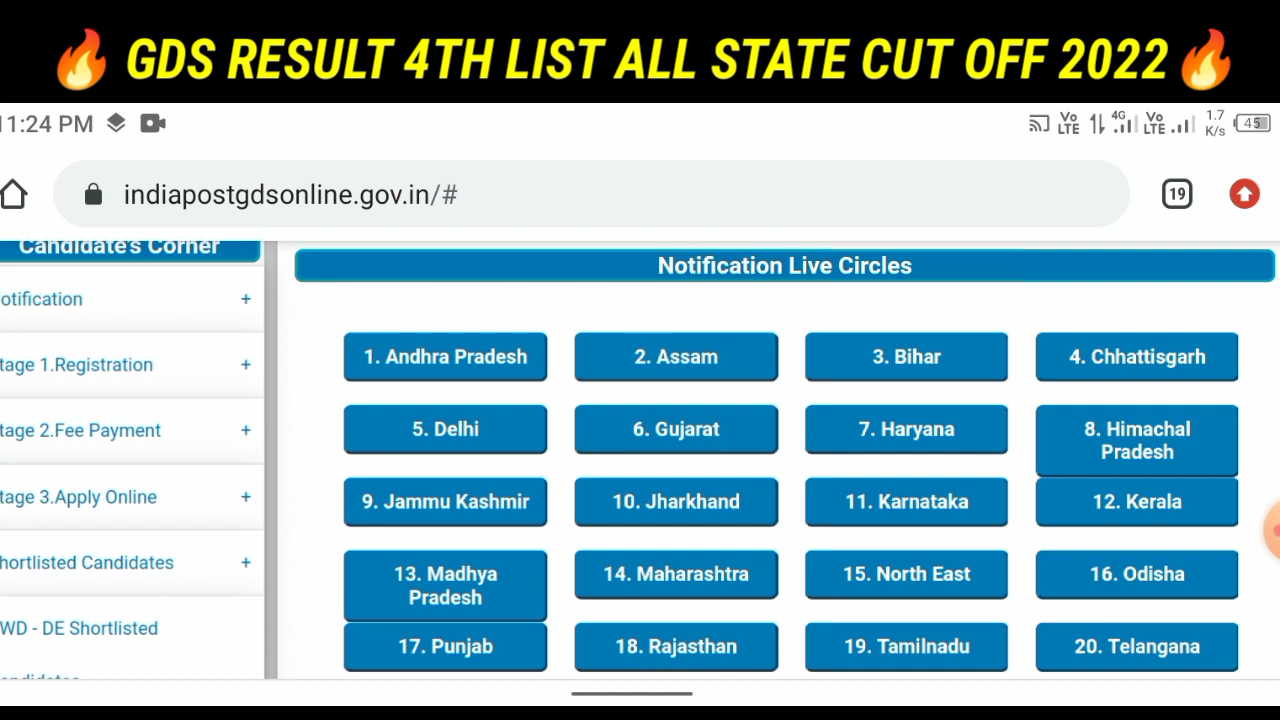 GDS RESULT 4TH LIST ALL STATE CUT OFF 2022
11:24 PM
Vo LTE 4G Vo LTE 1.7 K/s 45
indiapostgdsonline.gov.in/#
19
Candidate's Corner
otification +
tage 1.Registration +
tage 2.Fee Payment +
tage 3.Apply Online +
hortlisted Candidates +
WD - DE Shortlisted
andidates
Notification Live Circles
1. Andhra Pradesh
2. Assam
3. Bihar
4. Chhattisgarh
5. Delhi
6. Gujarat
7. Haryana
8. Himachal
Pradesh
9. Jammu Kashmir
10. Jharkhand
11. Karnataka
12. Kerala
13. Madhya
Pradesh
14. Maharashtra
15. North East
16. Odisha
17. Punjab
18. Rajasthan
19. Tamilnadu
20. Telangana